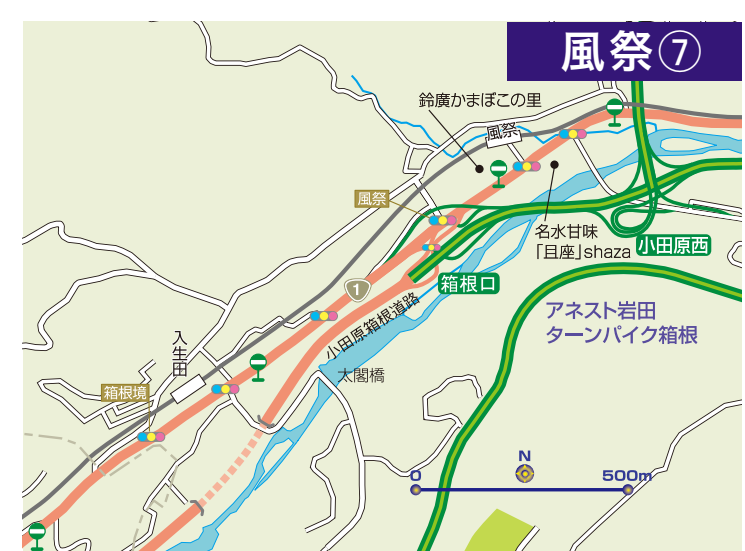 風祭⑦
鈴廣かまぼこの里
風祭
風祭
名水甘味
「且座」shaza
小田原西
箱根口
1
小田原箱根道路
アネスト岩田
ターンパイク箱根
入生田
太閤橋
箱根境
N
0
500m